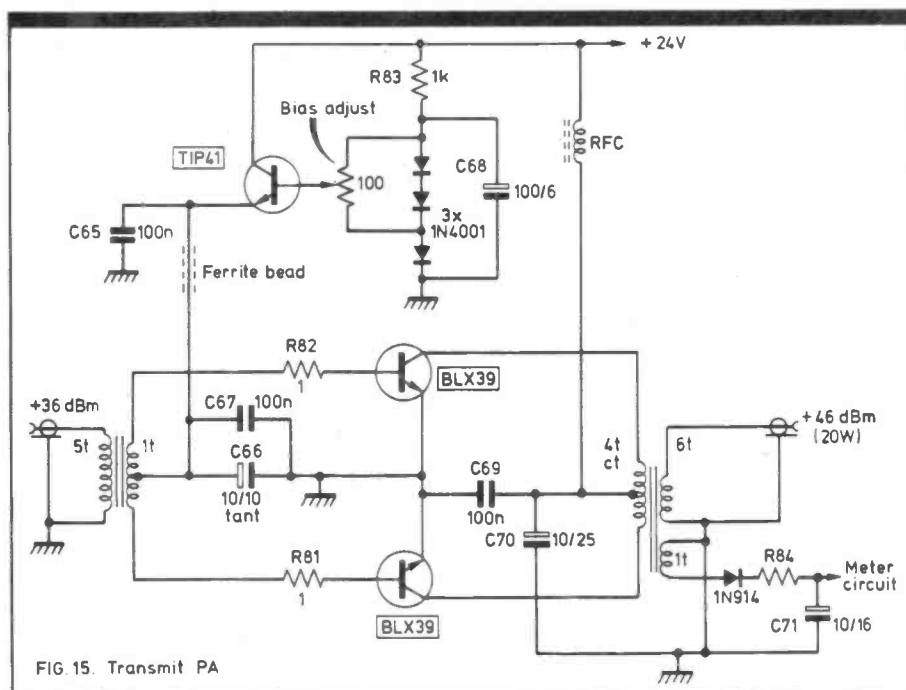 + 24V
R83
1k
Bias adjust
TIP41
100
C68
100/6
RFC
3x
1N4001
C65
100n
Ferrite bead
R82
1
BLX39
+36 dBm
C67
100n
+46 dBm
(20W)
5t
1t
4t
ct
6t
C66
10/10
tant
C69
100n
C70
10/25
R81
1
1t
R84
Meter
circuit
1N914
BLX39
C71
10/16
FIG. 15. Transmit PA